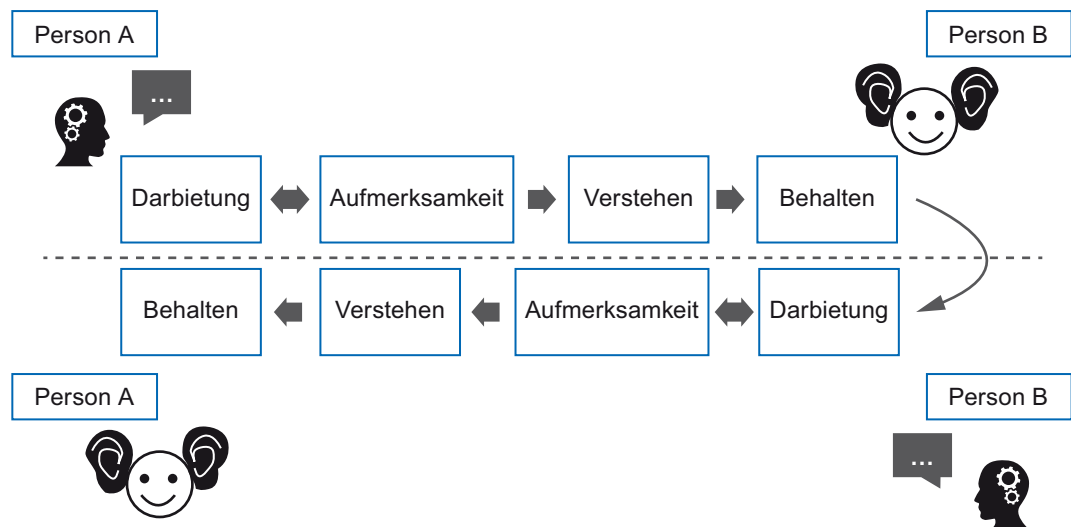 Person A
Person B
...
Darbietung
Aufmerksamkeit
Verstehen
Behalten
Behalten
Verstehen
Aufmerksamkeit
Darbietung
Person A
Person B
...